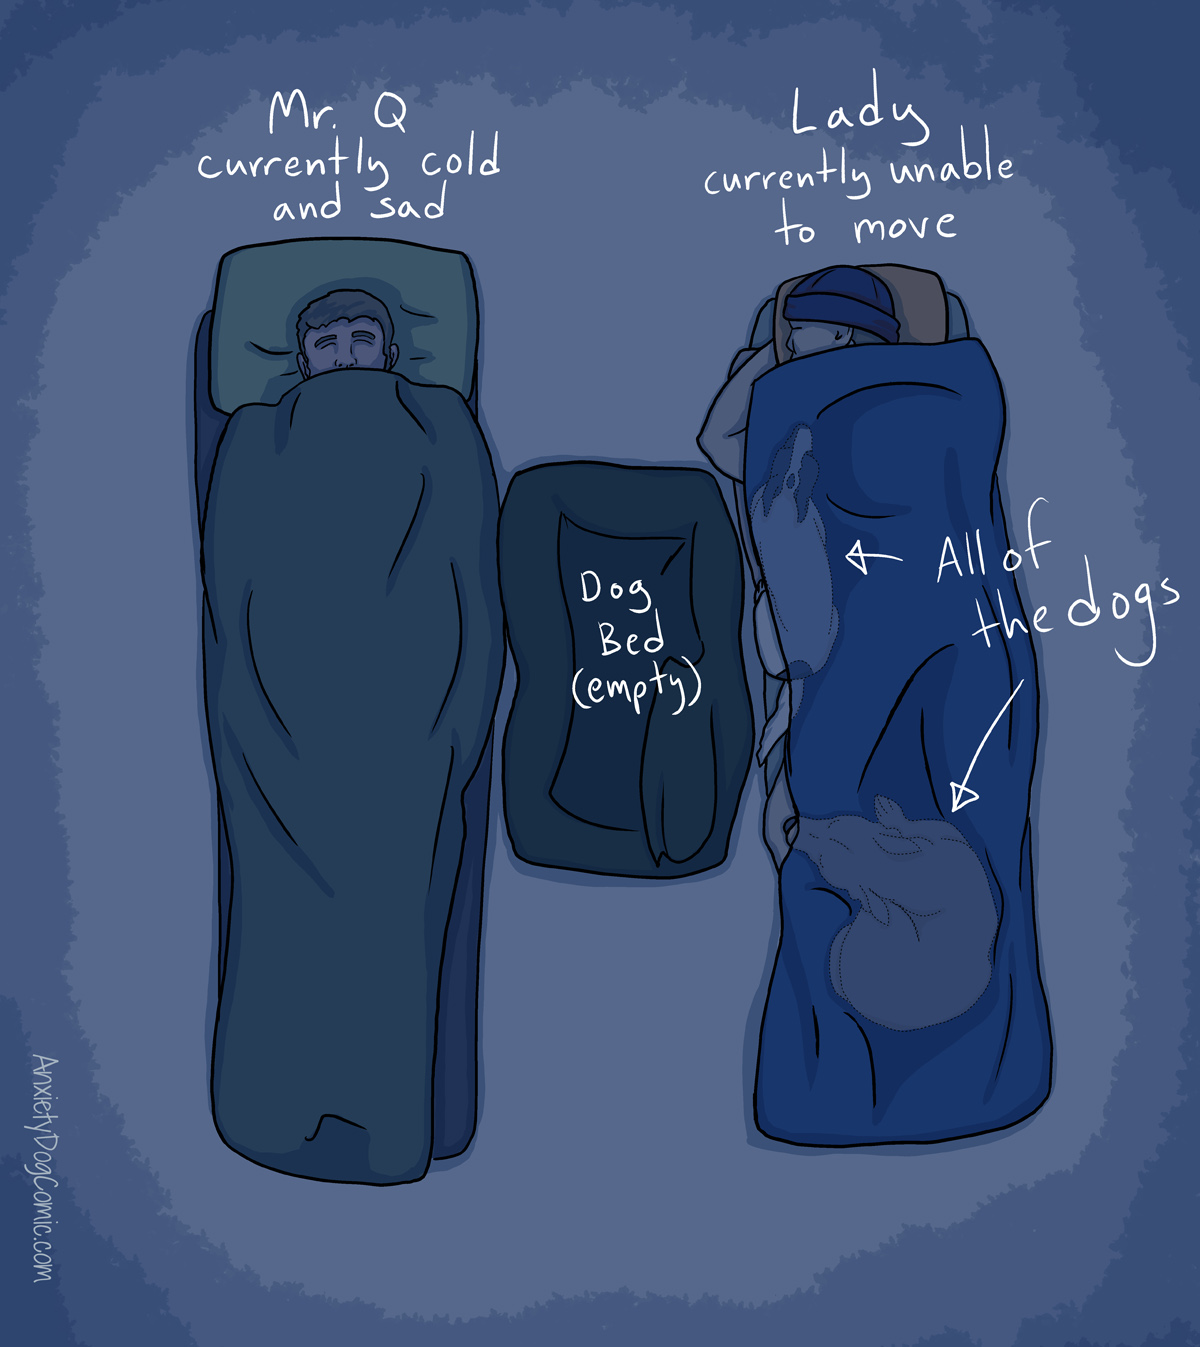 Mr. Q
currently cold
and sad
Lady
currently unable
to move
Dog
Bed
(empty)
All of
the dogs
AnxietyDogComic.com